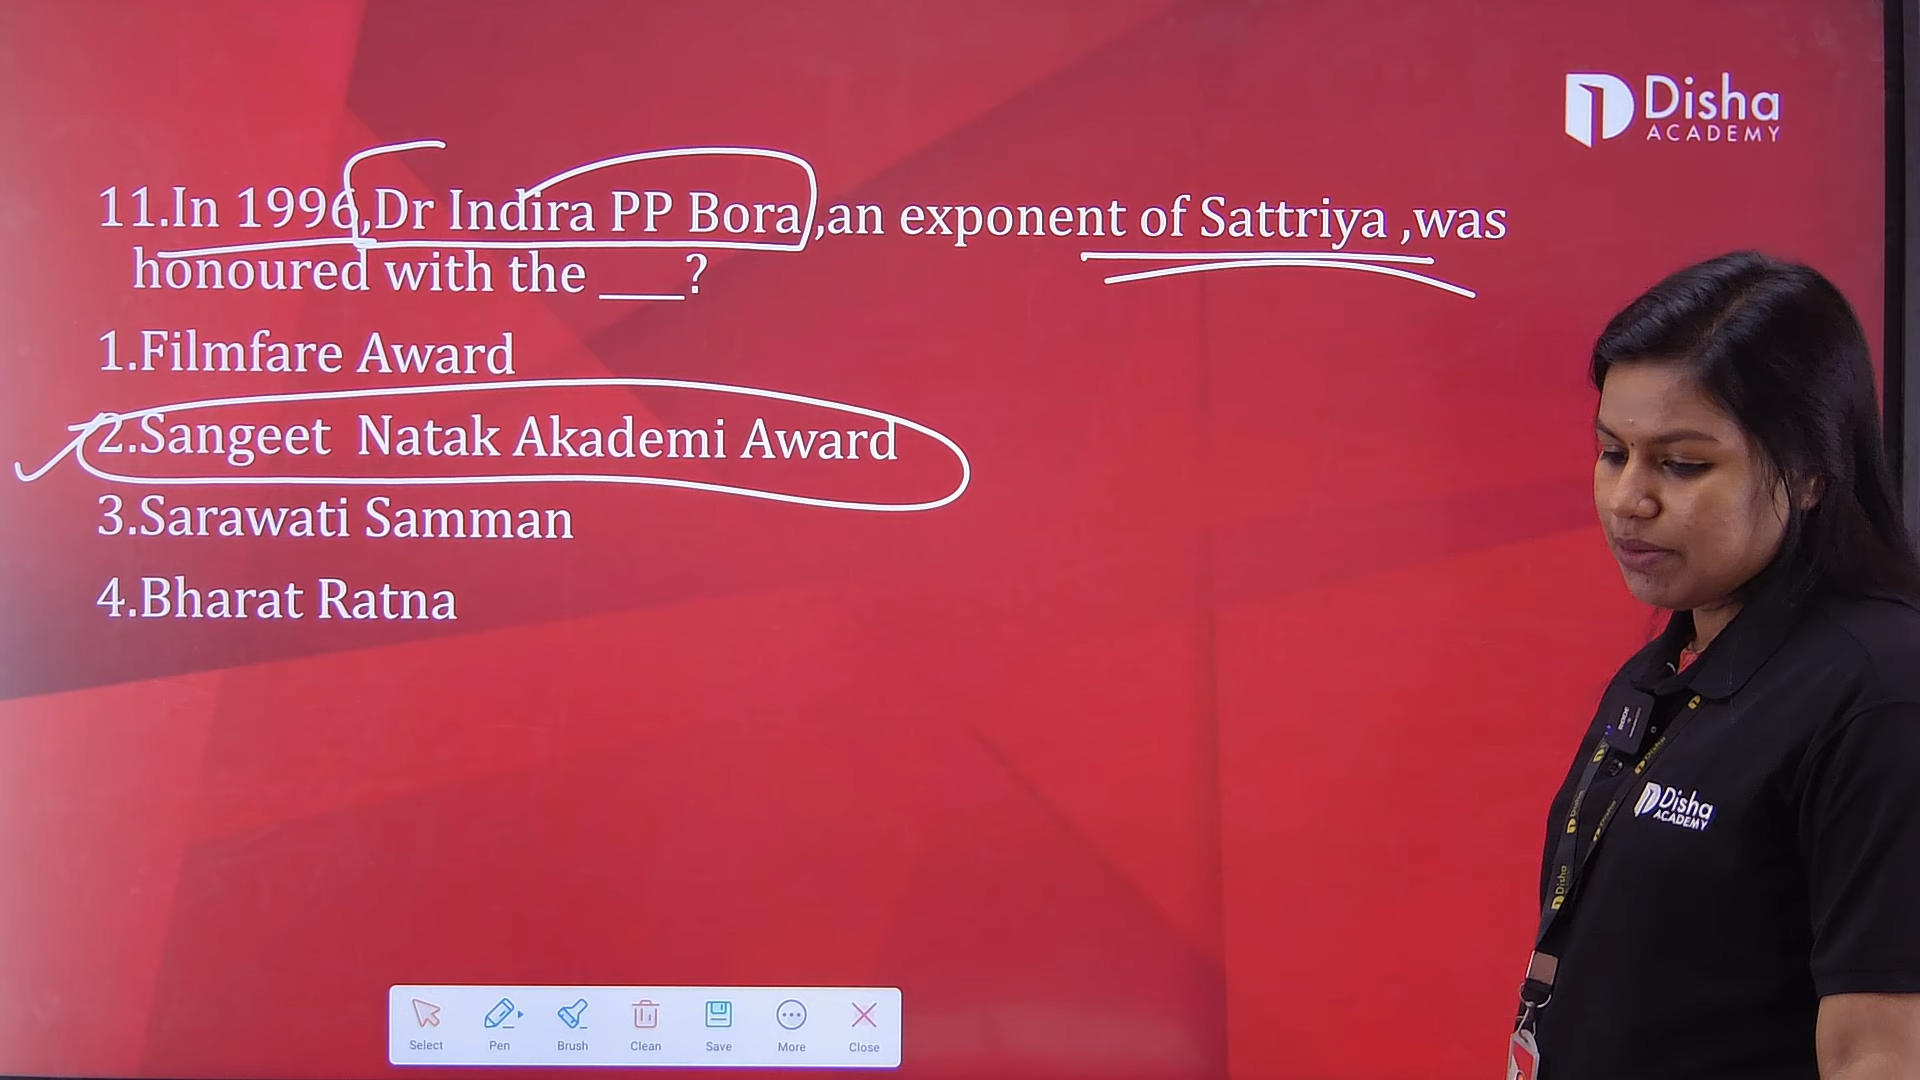 Disha
ACADEMY
11.In 1996,Dr Indira PP Bora ,an exponent of Sattriya ,was
honoured with the ___?
1.Filmfare Award
2.Sangeet Natak Akademi Award
3.Sarawati Samman
4.Bharat Ratna
Disha
ACADEMY
Disha
Select Pen Brush Clean Save More Close